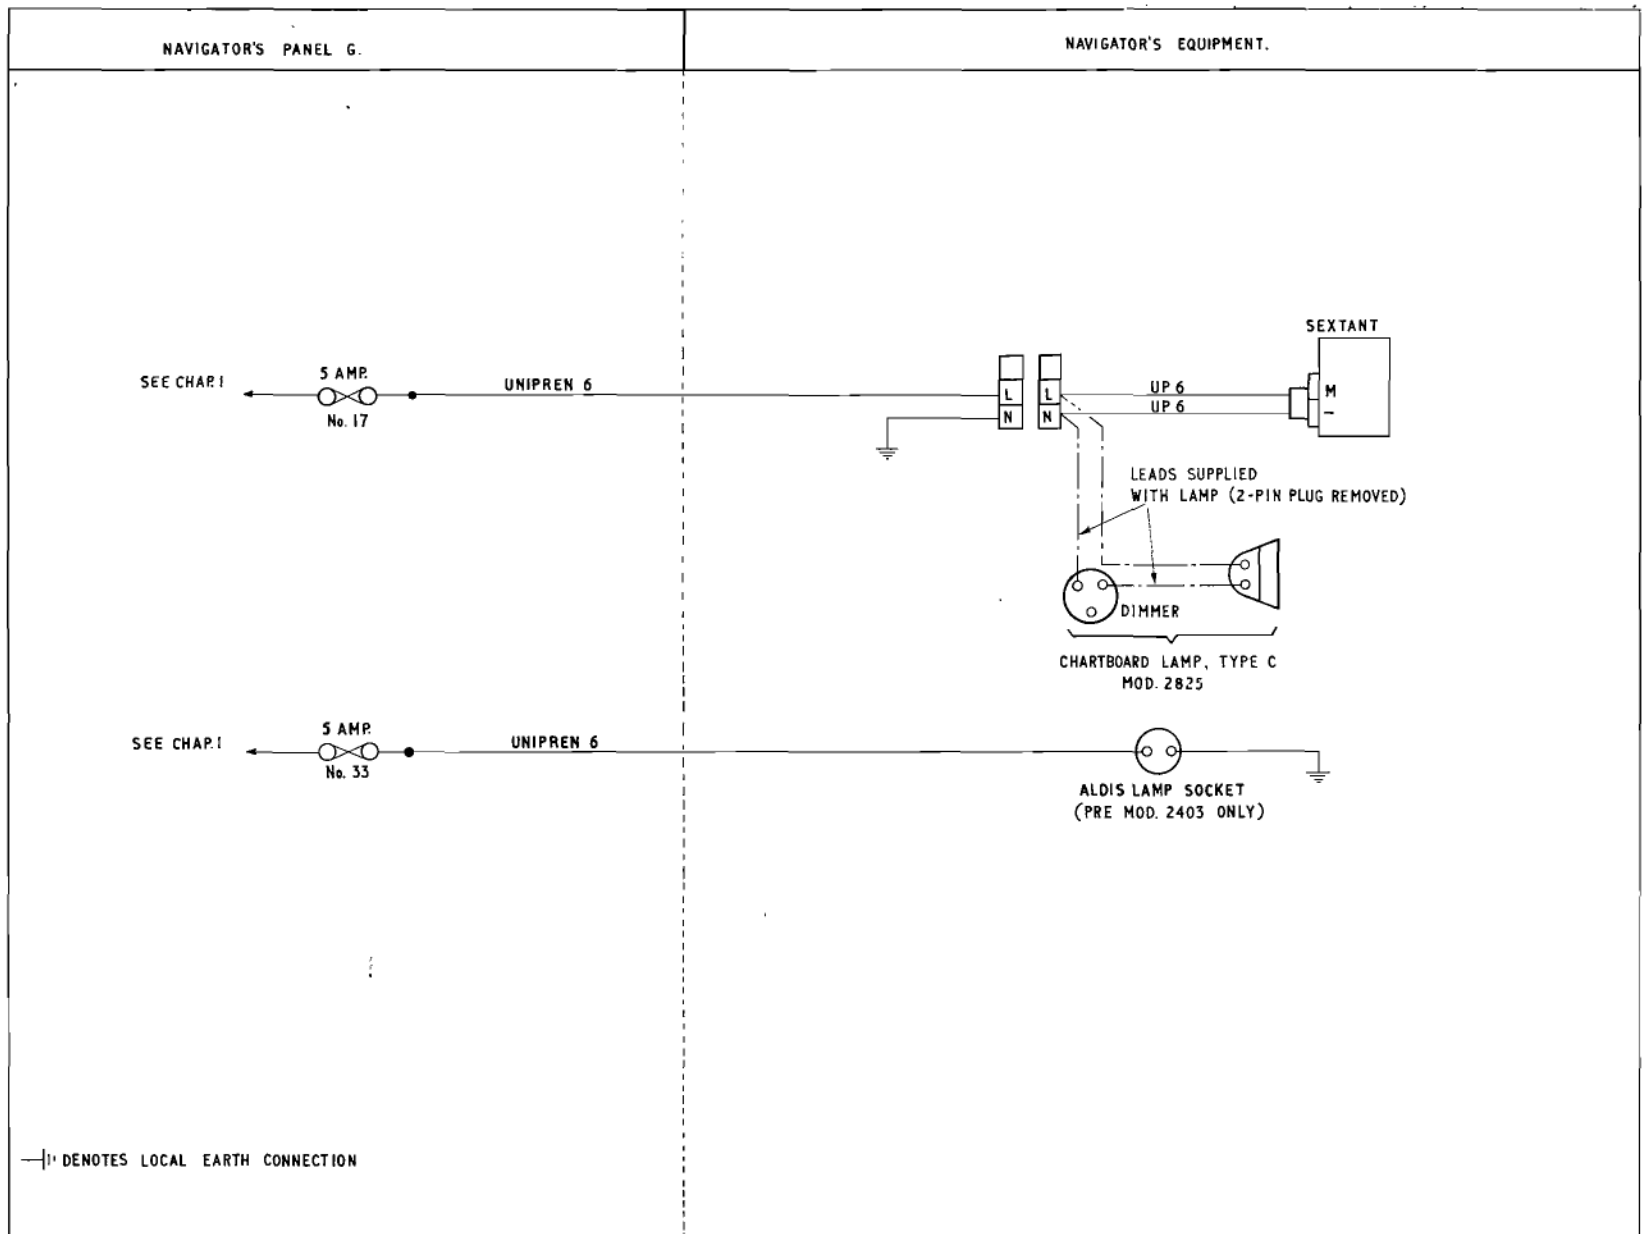 NAVIGATOR'S PANEL G.
NAVIGATOR'S EQUIPMENT.
SEXTANT
SEE CHAP. 1
5 AMP.
No. 17
UNIPREN 6
L
N
L
N
UP 6
UP 6
M
–
LEADS SUPPLIED
WITH LAMP (2-PIN PLUG REMOVED)
DIMMER
CHARTBOARD LAMP, TYPE C
MOD. 2825
SEE CHAP. 1
5 AMP.
No. 33
UNIPREN 6
ALDIS LAMP SOCKET
(PRE MOD. 2403 ONLY)
DENOTES LOCAL EARTH CONNECTION